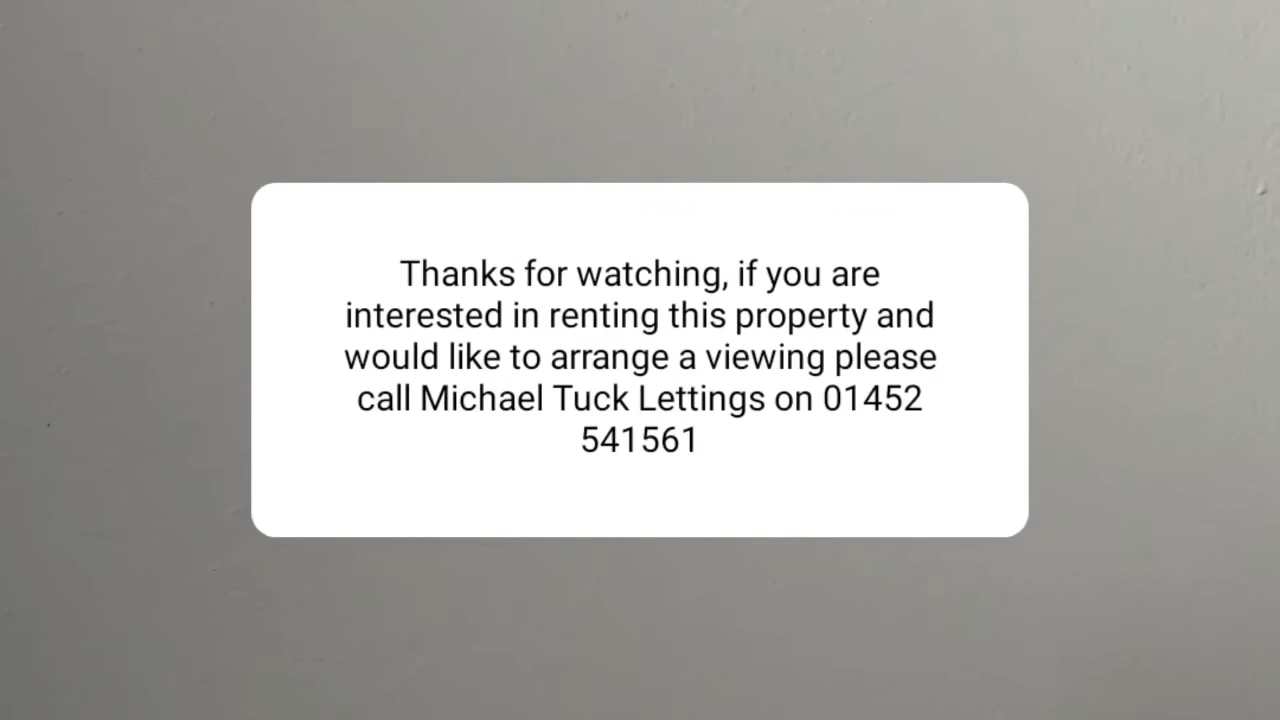 Thanks for watching, if you are
interested in renting this property and
would like to arrange a viewing please
call Michael Tuck Lettings on 01452
541561